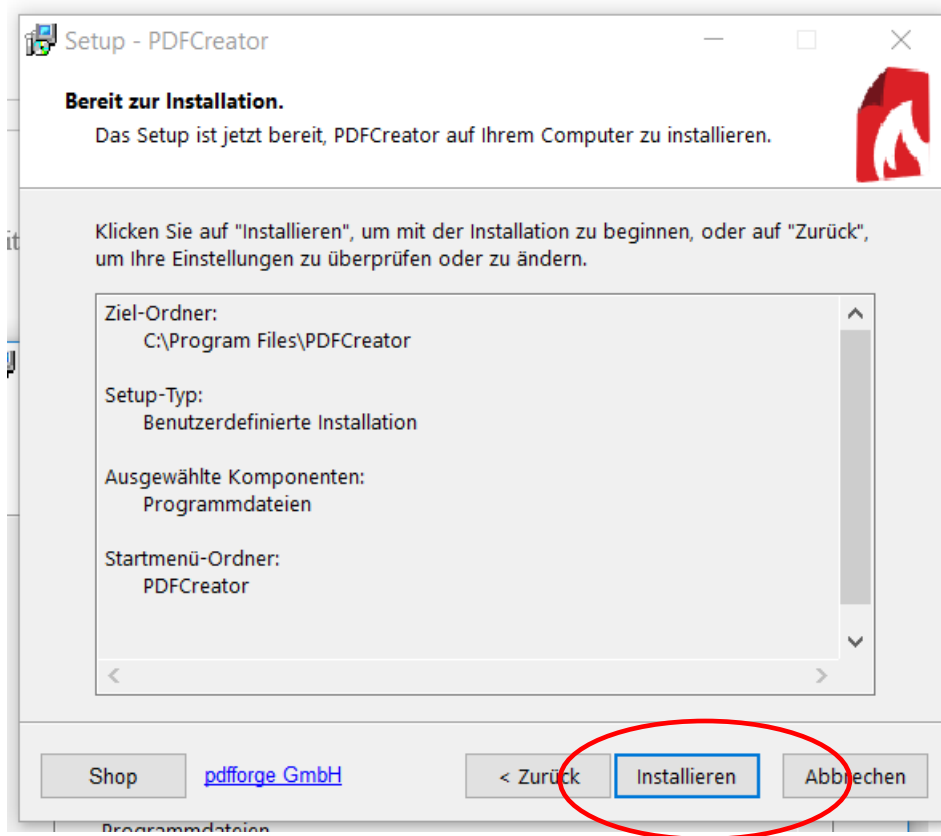 Setup - PDFCreator
Bereit zur Installation.
Das Setup ist jetzt bereit, PDFCreator auf Ihrem Computer zu installieren.
Klicken Sie auf "Installieren", um mit der Installation zu beginnen, oder auf "Zurück",
um Ihre Einstellungen zu überprüfen oder zu ändern.
Ziel-Ordner:
C:\Program Files\PDFCreator
Setup-Typ:
Benutzerdefinierte Installation
Ausgewählte Komponenten:
Programmdateien
Startmenü-Ordner:
PDFCreator
Shop pdfforge GmbH < Zurück Installieren Abbrechen
Programmdateien